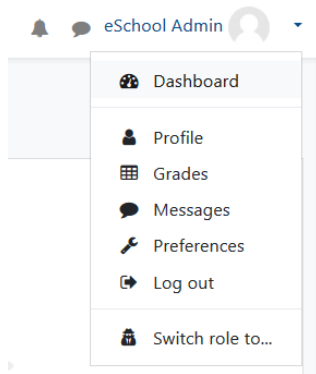 eSchool Admin
Dashboard
Profile
Grades
Messages
Preferences
Log out
Switch role to...